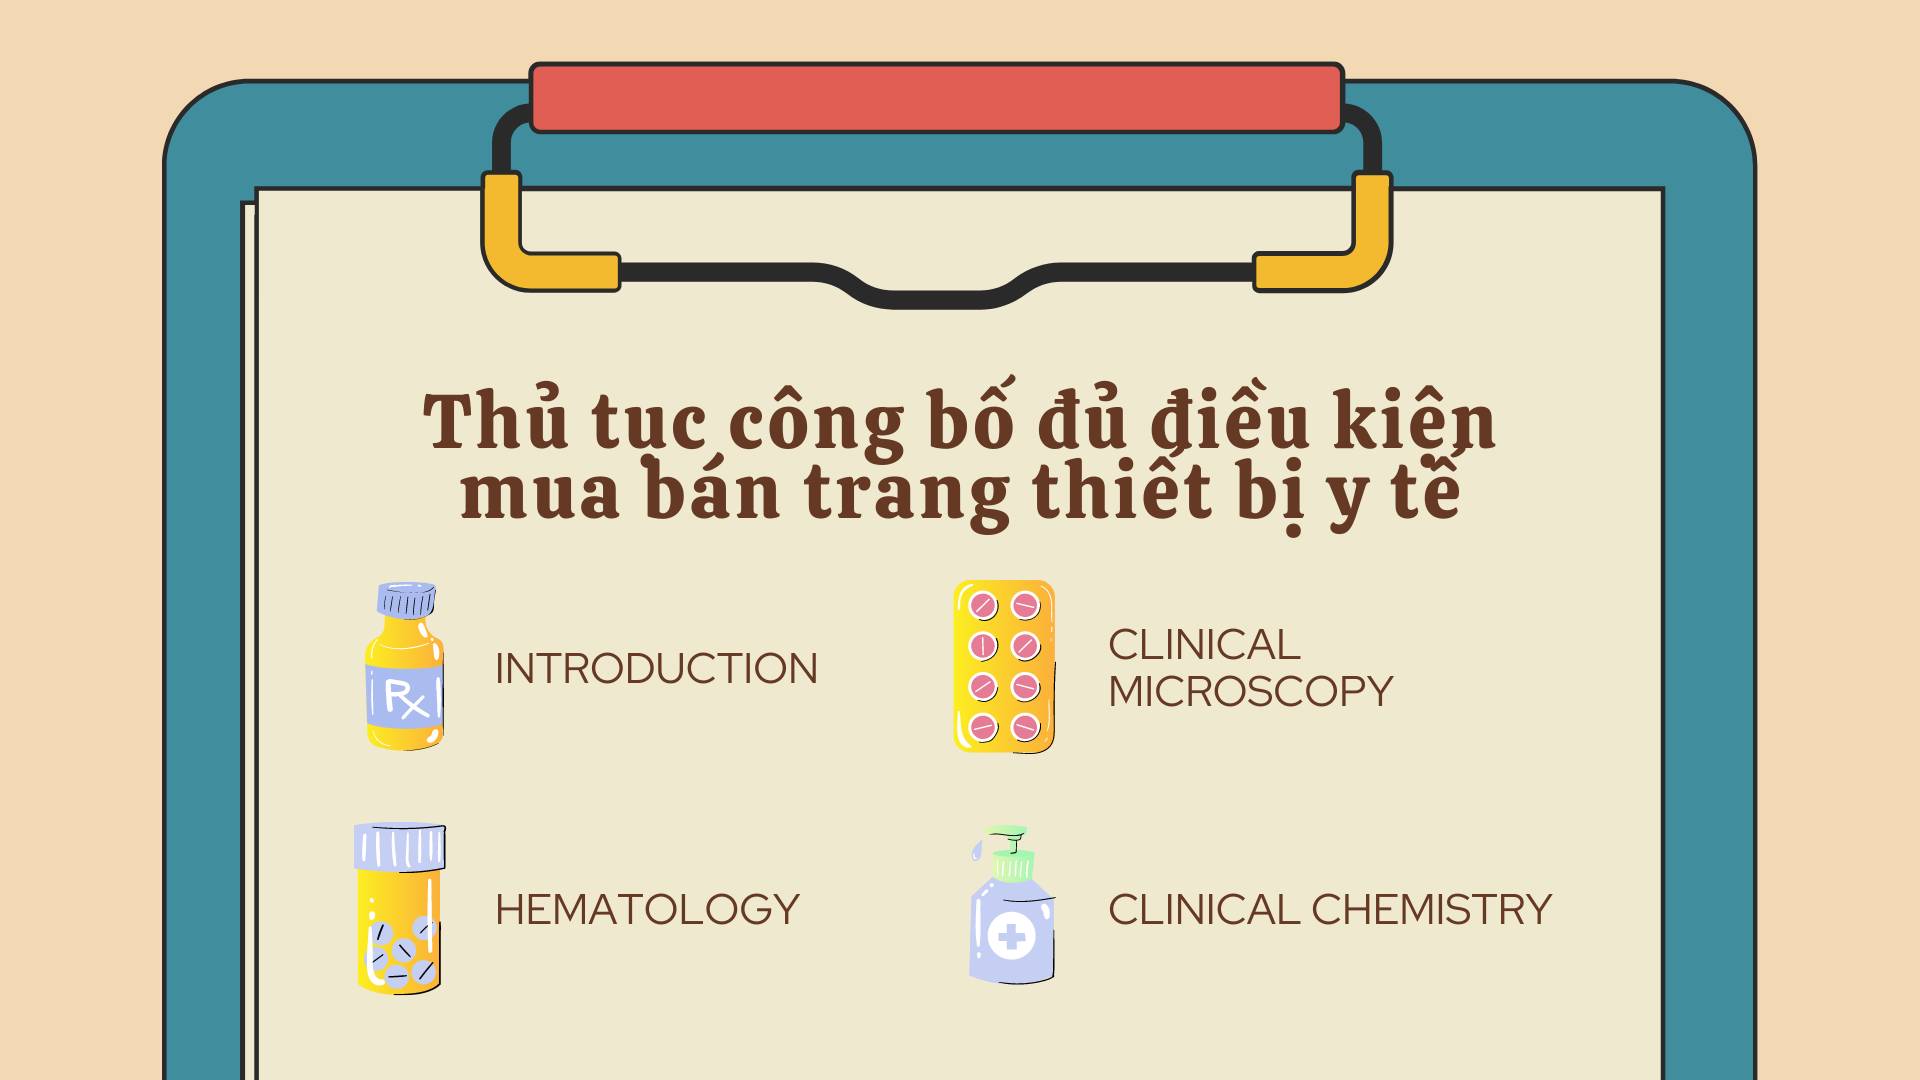 Thủ tục công bố đủ điều kiện
mua bán trang thiết bị y tế
Rx
INTRODUCTION
CLINICAL
MICROSCOPY
HEMATOLOGY
CLINICAL CHEMISTRY